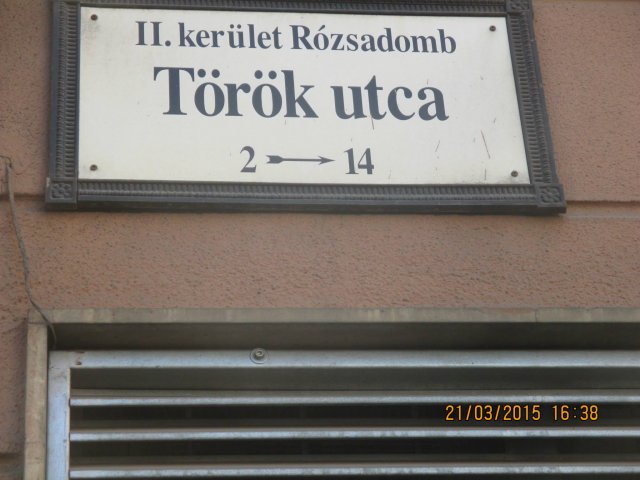 II. kerület Rózsadomb
Török utca
2 → 14
21/03/2015 16:38